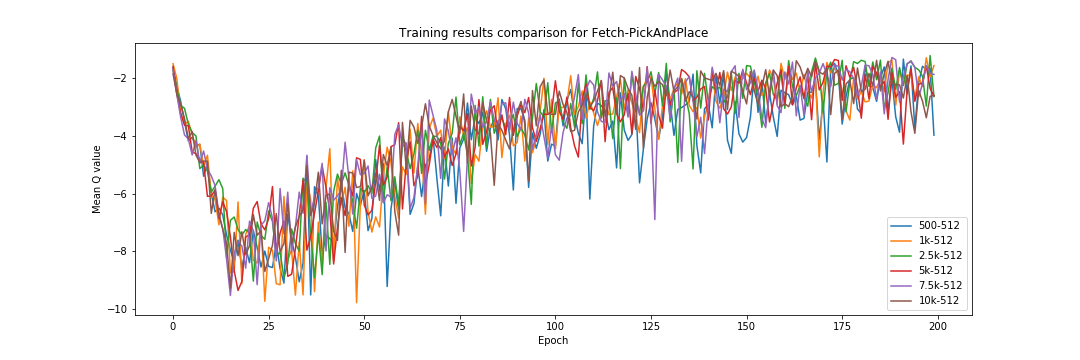 Training results comparison for Fetch-PickAndPlace
Mean Q value
−2
−4
−6
−8
−10
0
25
50
75
100
125
150
175
200
Epoch
500-512
1k-512
2.5k-512
5k-512
7.5k-512
10k-512